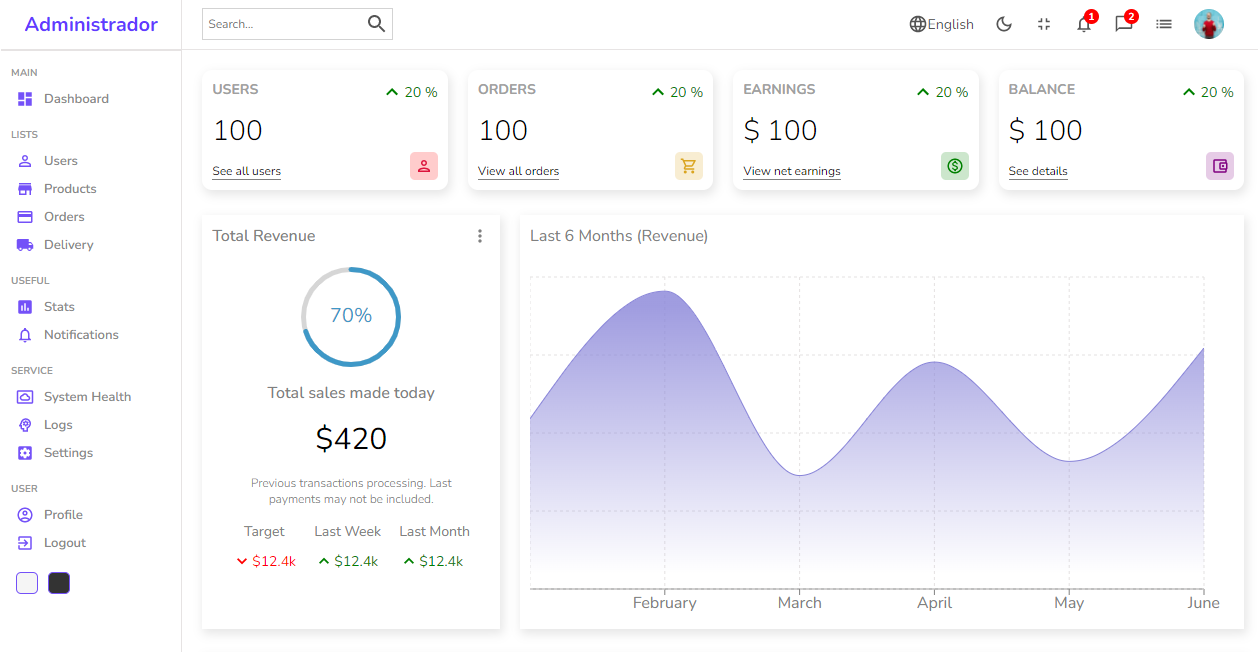 Administrador
Search...
English
1
2
MAIN
Dashboard
LISTS
Users
Products
Orders
Delivery
USEFUL
Stats
Notifications
SERVICE
System Health
Logs
Settings
USER
Profile
Logout
USERS
20 %
100
See all users
ORDERS
20 %
100
View all orders
EARNINGS
20 %
$ 100
View net earnings
BALANCE
20 %
$ 100
See details
Total Revenue
70%
Total sales made today
$420
Previous transactions processing. Last
payments may not be included.
Target Last Week Last Month
$12.4k $12.4k $12.4k
Last 6 Months (Revenue)
February March April May June